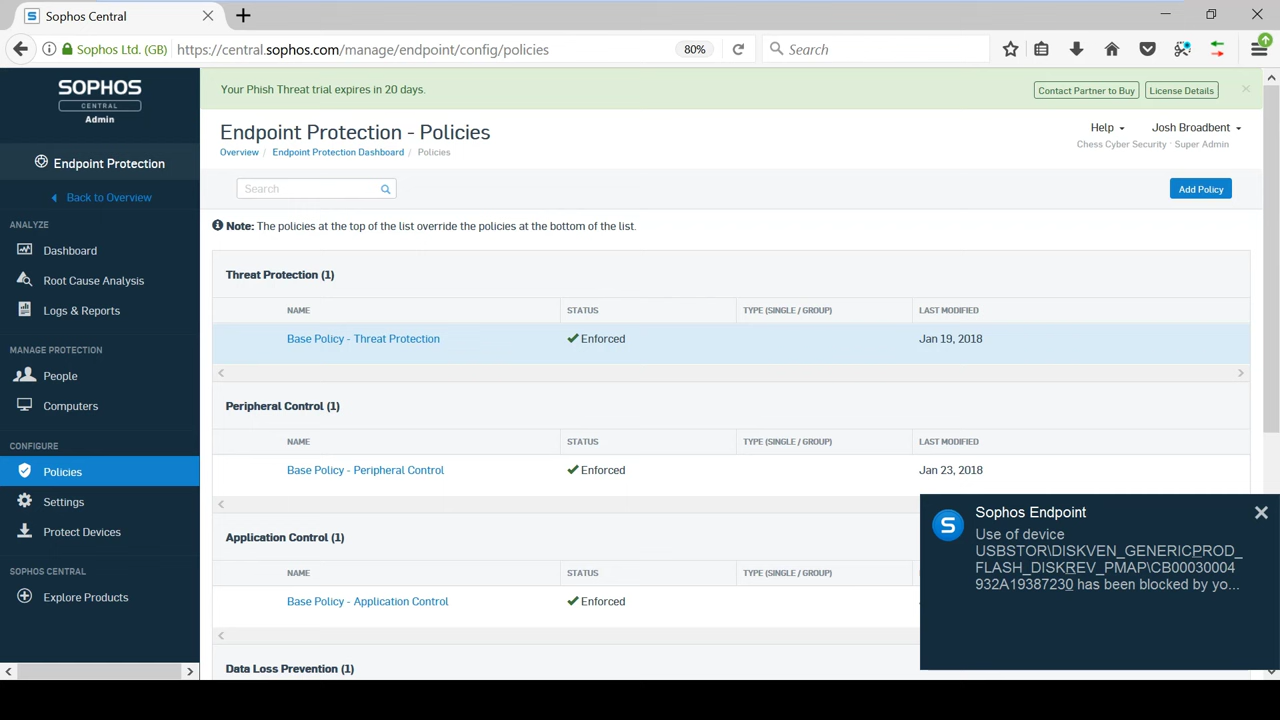 Sophos Central
Sophos Ltd. (GB)
https://central.sophos.com/manage/endpoint/config/policies
80%
Search
SOPHOS
CENTRAL
Admin
Endpoint Protection
Back to Overview
ANALYZE
Dashboard
Root Cause Analysis
Logs & Reports
MANAGE PROTECTION
People
Computers
CONFIGURE
Policies
Settings
Protect Devices
SOPHOS CENTRAL
Explore Products
Your Phish Threat trial expires in 20 days.
Contact Partner to Buy
License Details
Endpoint Protection - Policies
Overview / Endpoint Protection Dashboard / Policies
Help
Josh Broadbent
Chess Cyber Security · Super Admin
Search
Add Policy
Note: The policies at the top of the list override the policies at the bottom of the list.
Threat Protection (1)
NAME STATUS TYPE (SINGLE / GROUP) LAST MODIFIED
Base Policy - Threat Protection Enforced Jan 19, 2018
Peripheral Control (1)
NAME STATUS TYPE (SINGLE / GROUP) LAST MODIFIED
Base Policy - Peripheral Control Enforced Jan 23, 2018
Application Control (1)
NAME STATUS TYPE (SINGLE / GROUP)
Base Policy - Application Control Enforced
Data Loss Prevention (1)
Sophos Endpoint
Use of device
USBSTOR\DISKVEN_GENERICPROD_
FLASH_DISKREV_PMAP\CB00030004
932A19387230 has been blocked by yo...